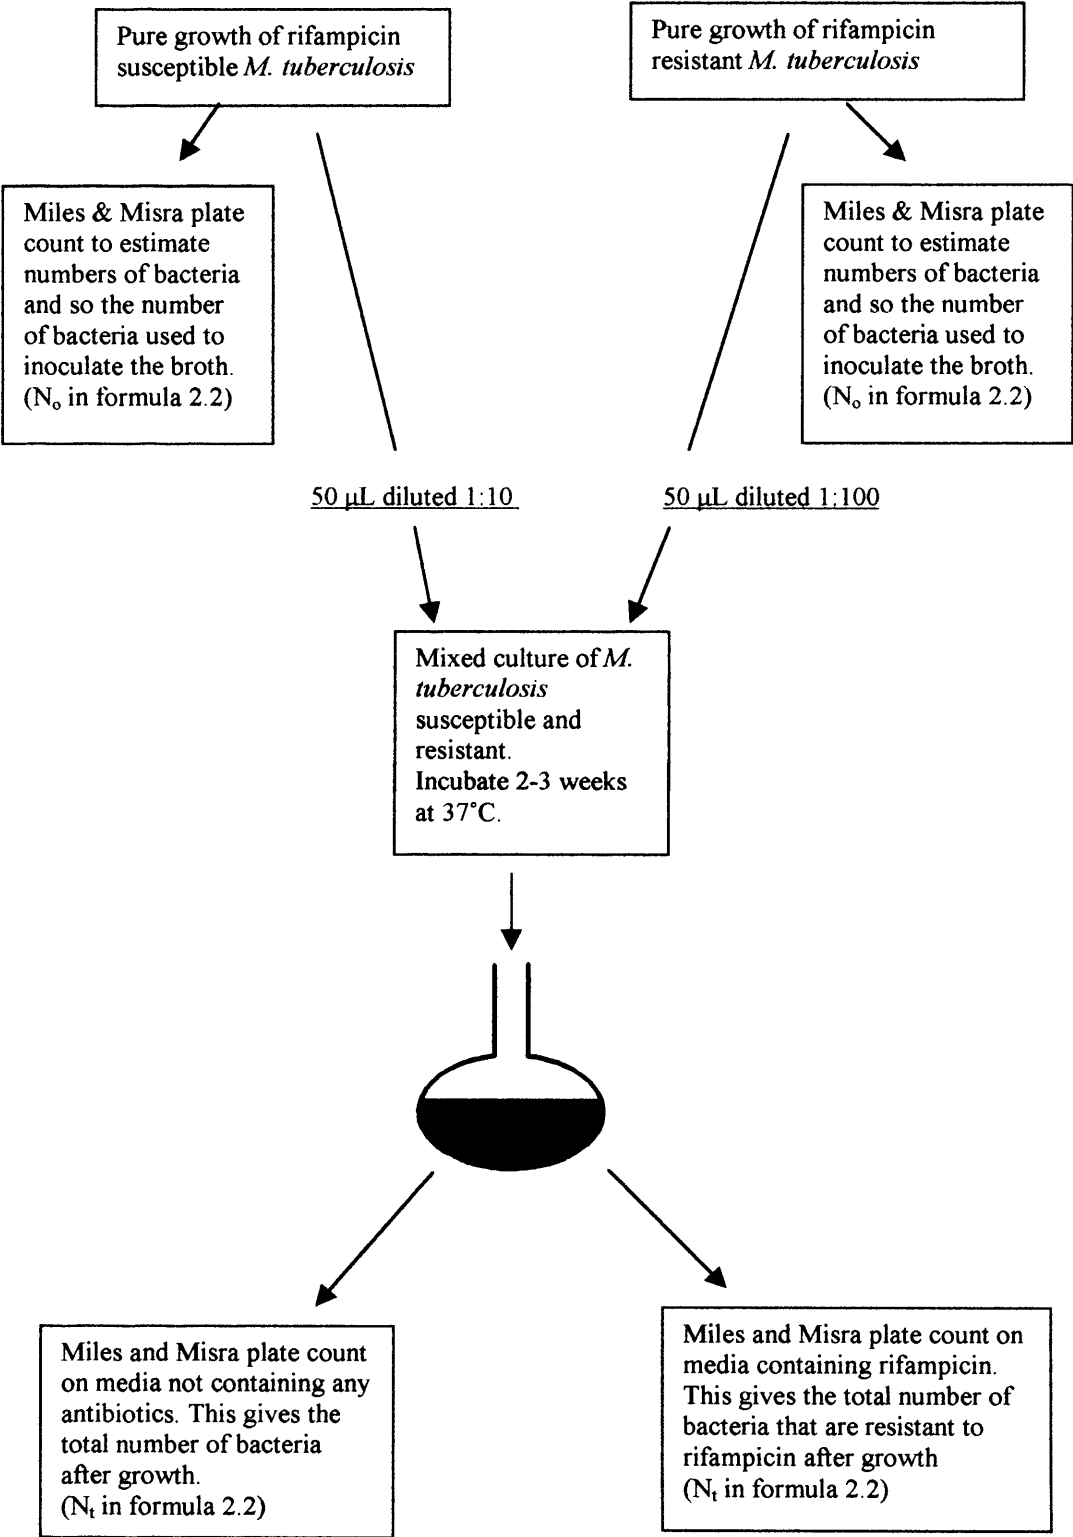 Pure growth of rifampicin
susceptible M. tuberculosis
Pure growth of rifampicin
resistant M. tuberculosis
Miles & Misra plate
count to estimate
numbers of bacteria
and so the number
of bacteria used to
inoculate the broth.
(No in formula 2.2)
Miles & Misra plate
count to estimate
numbers of bacteria
and so the number
of bacteria used to
inoculate the broth.
(No in formula 2.2)
50 μL diluted 1:10
50 μL diluted 1:100
Mixed culture of M.
tuberculosis
susceptible and
resistant.
Incubate 2-3 weeks
at 37°C.
Miles and Misra plate count
on media not containing any
antibiotics. This gives the
total number of bacteria
after growth.
(Nt in formula 2.2)
Miles and Misra plate count on
media containing rifampicin.
This gives the total number of
bacteria that are resistant to
rifampicin after growth
(Nt in formula 2.2)